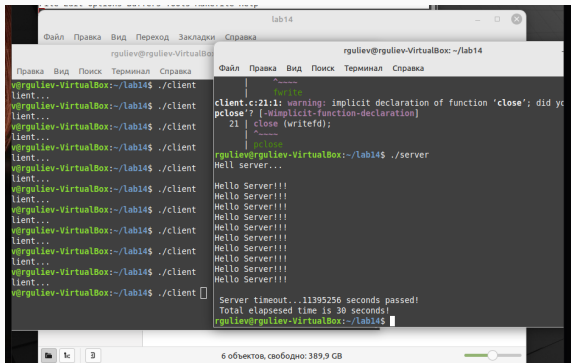 lab14
Файл Правка Вид Переход Закладки Справка
rguliev@rguliev-VirtualBo
Правка Вид Поиск Терминал Справка
v@rguliev-VirtualBox:~/lab14$ ./client
lient...
v@rguliev-VirtualBox:~/lab14$ ./client
lient...
v@rguliev-VirtualBox:~/lab14$ ./client
lient...
v@rguliev-VirtualBox:~/lab14$ ./client
lient...
v@rguliev-VirtualBox:~/lab14$ ./client
lient...
v@rguliev-VirtualBox:~/lab14$ ./client
lient...
v@rguliev-VirtualBox:~/lab14$ ./client
lient...
v@rguliev-VirtualBox:~/lab14$ ./client
lient...
v@rguliev-VirtualBox:~/lab14$ ./client
lient...
v@rguliev-VirtualBox:~/lab14$ ./client
rguliev@rguliev-VirtualBox: ~/lab14
Файл Правка Вид Поиск Терминал Справка
| ^~~~~
| fwrite
client.c:21:1: warning: implicit declaration of function ‘close’; did yo
pclose’? [-Wimplicit-function-declaration]
21 | close (writefd);
| ^~~~~
| pclose
rguliev@rguliev-VirtualBox:~/lab14$ ./server
Hell server...
Hello Server!!!
Hello Server!!!
Hello Server!!!
Hello Server!!!
Hello Server!!!
Hello Server!!!
Hello Server!!!
Hello Server!!!
Hello Server!!!
Server timeout...11395256 seconds passed!
Total elapsesed time is 30 seconds!
rguliev@rguliev-VirtualBox:~/lab14$
6 объектов, свободно: 389,9 GB